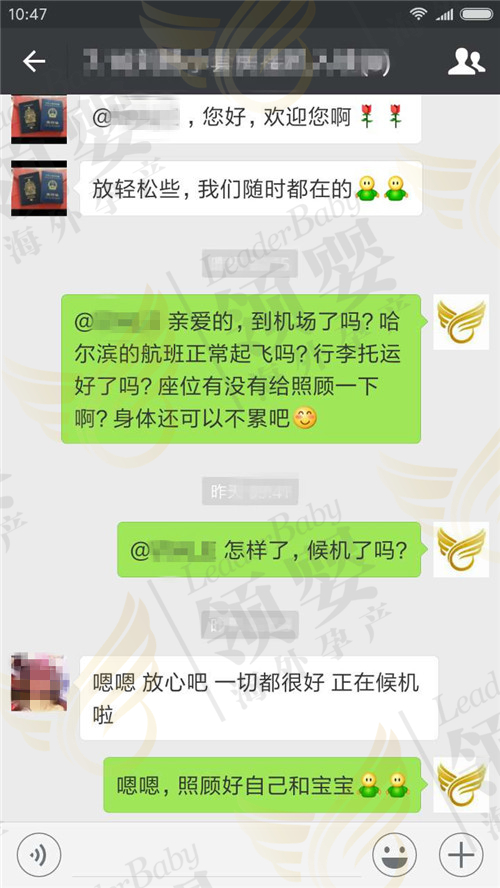 10:47
@ ，您好，欢迎您啊
放轻松些，我们随时都在的
@ 亲爱的，到机场了吗？哈
尔滨的航班正常起飞吗？行李托运
好了吗？座位有没有给照顾一下
啊？身体还可以不累吧
昨天
@ 怎样了，候机了吗？
嗯嗯 放心吧 一切都很好 正在候机
啦
嗯嗯，照顾好自己和宝宝
LeaderBaby
领婴
海外孕产